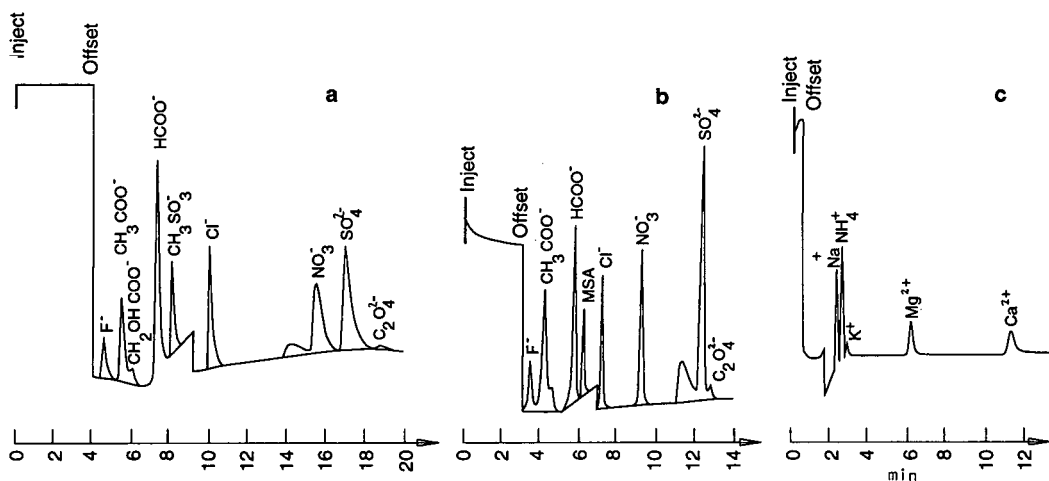 Inject
Offset
a
F⁻
CH₃COO⁻
CH₂OHCOO⁻
HCOO⁻
CH₃SO₃⁻
Cl⁻
NO₃⁻
SO₄²⁻
C₂O₄²⁻
0 2 4 6 8 10 12 14 16 18 20
Inject
Offset
b
F⁻
CH₃COO⁻
HCOO⁻
MSA
Cl⁻
NO₃⁻
SO₄²⁻
C₂O₄²⁻
0 2 4 6 8 10 12 14
Inject
Offset
c
Na⁺
NH₄⁺
K⁺
Mg²⁺
Ca²⁺
0 2 4 6 8 10 12
min